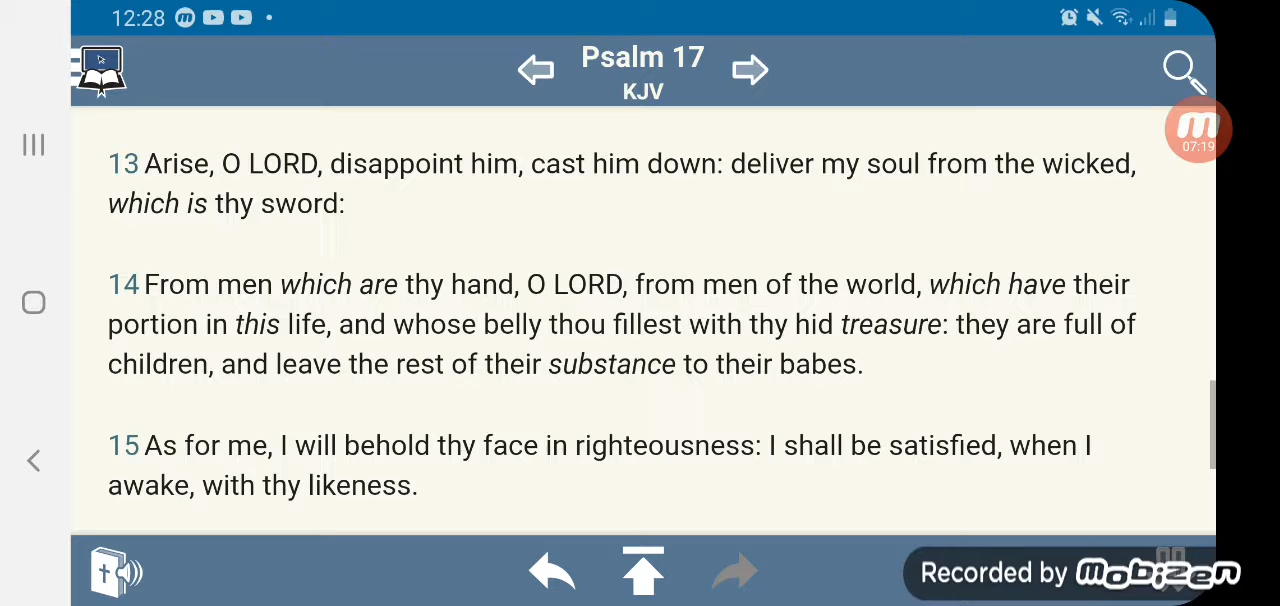 12:28
Psalm 17
KJV
07:19
13 Arise, O LORD, disappoint him, cast him down: deliver my soul from the wicked,
which is thy sword:
14 From men which are thy hand, O LORD, from men of the world, which have their
portion in this life, and whose belly thou fillest with thy hid treasure: they are full of
children, and leave the rest of their substance to their babes.
15 As for me, I will behold thy face in righteousness: I shall be satisfied, when I
awake, with thy likeness.
Recorded by Mobizen